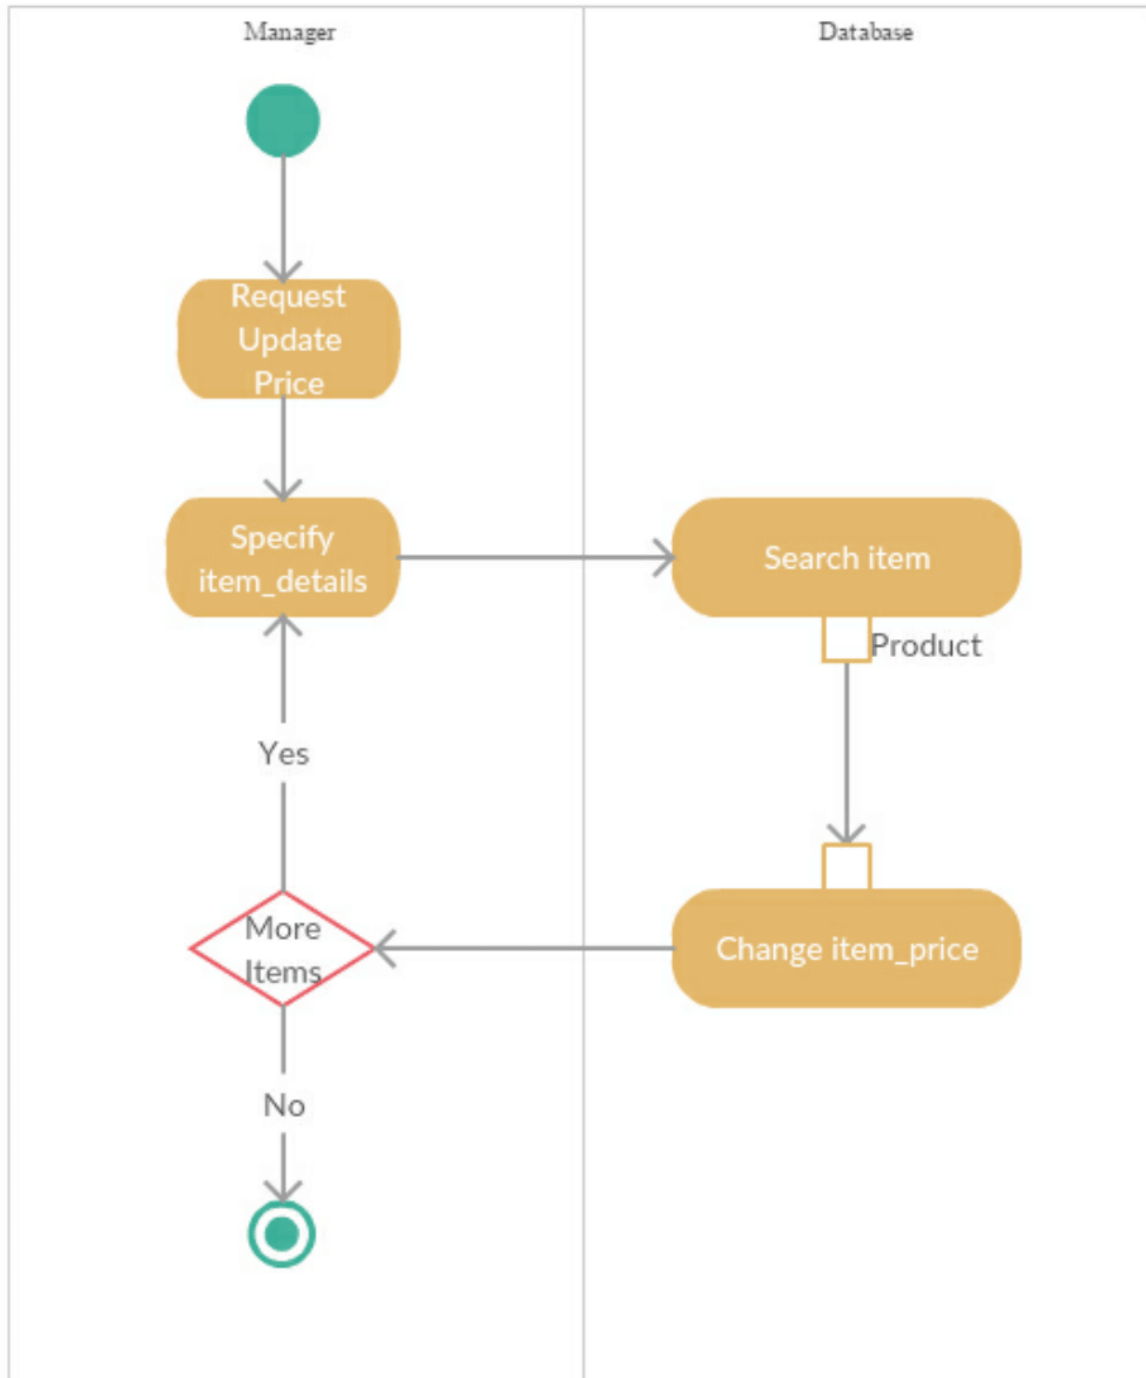 Manager
Database
Request
Update
Price
Specify
item_details
Search item
Product
Yes
More
Items
Change item_price
No